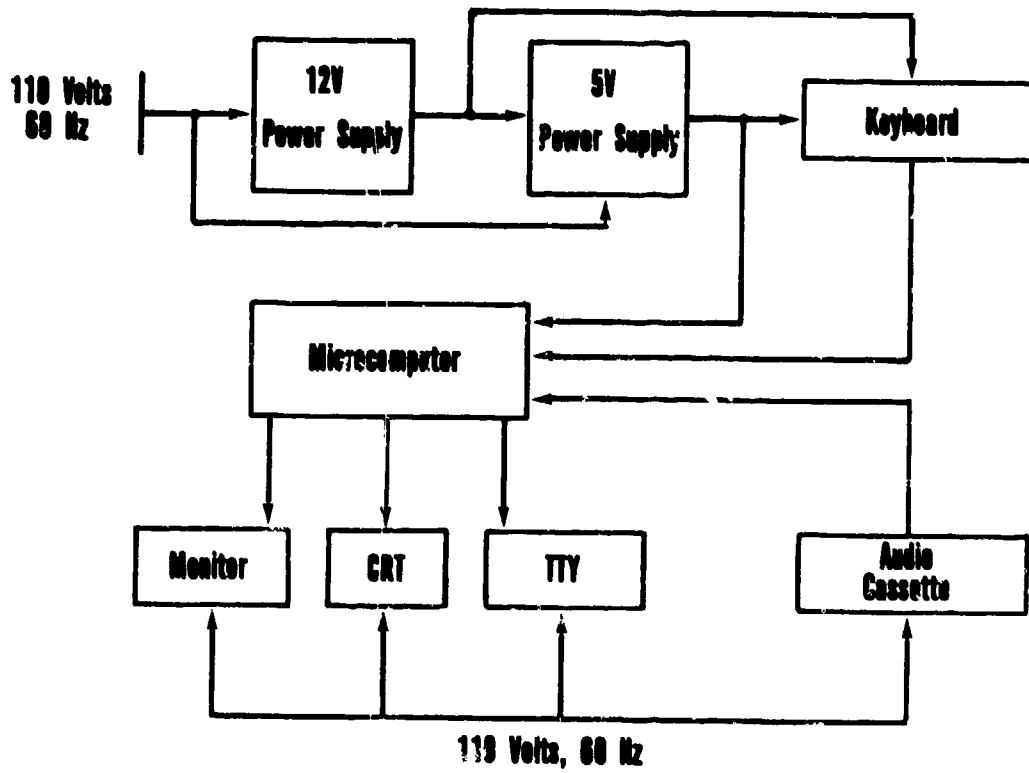 110 Volts
60 Hz
12V
Power Supply
5V
Power Supply
Keyboard
Microcomputer
Monitor
CRT
TTY
Audio
Cassette
110 Volts, 60 Hz